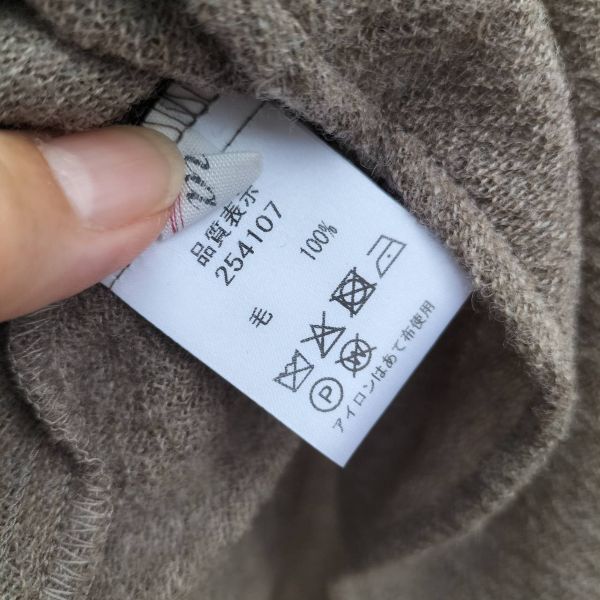 品質表示
254107
毛 100%
P W
アイロンはあて布使用